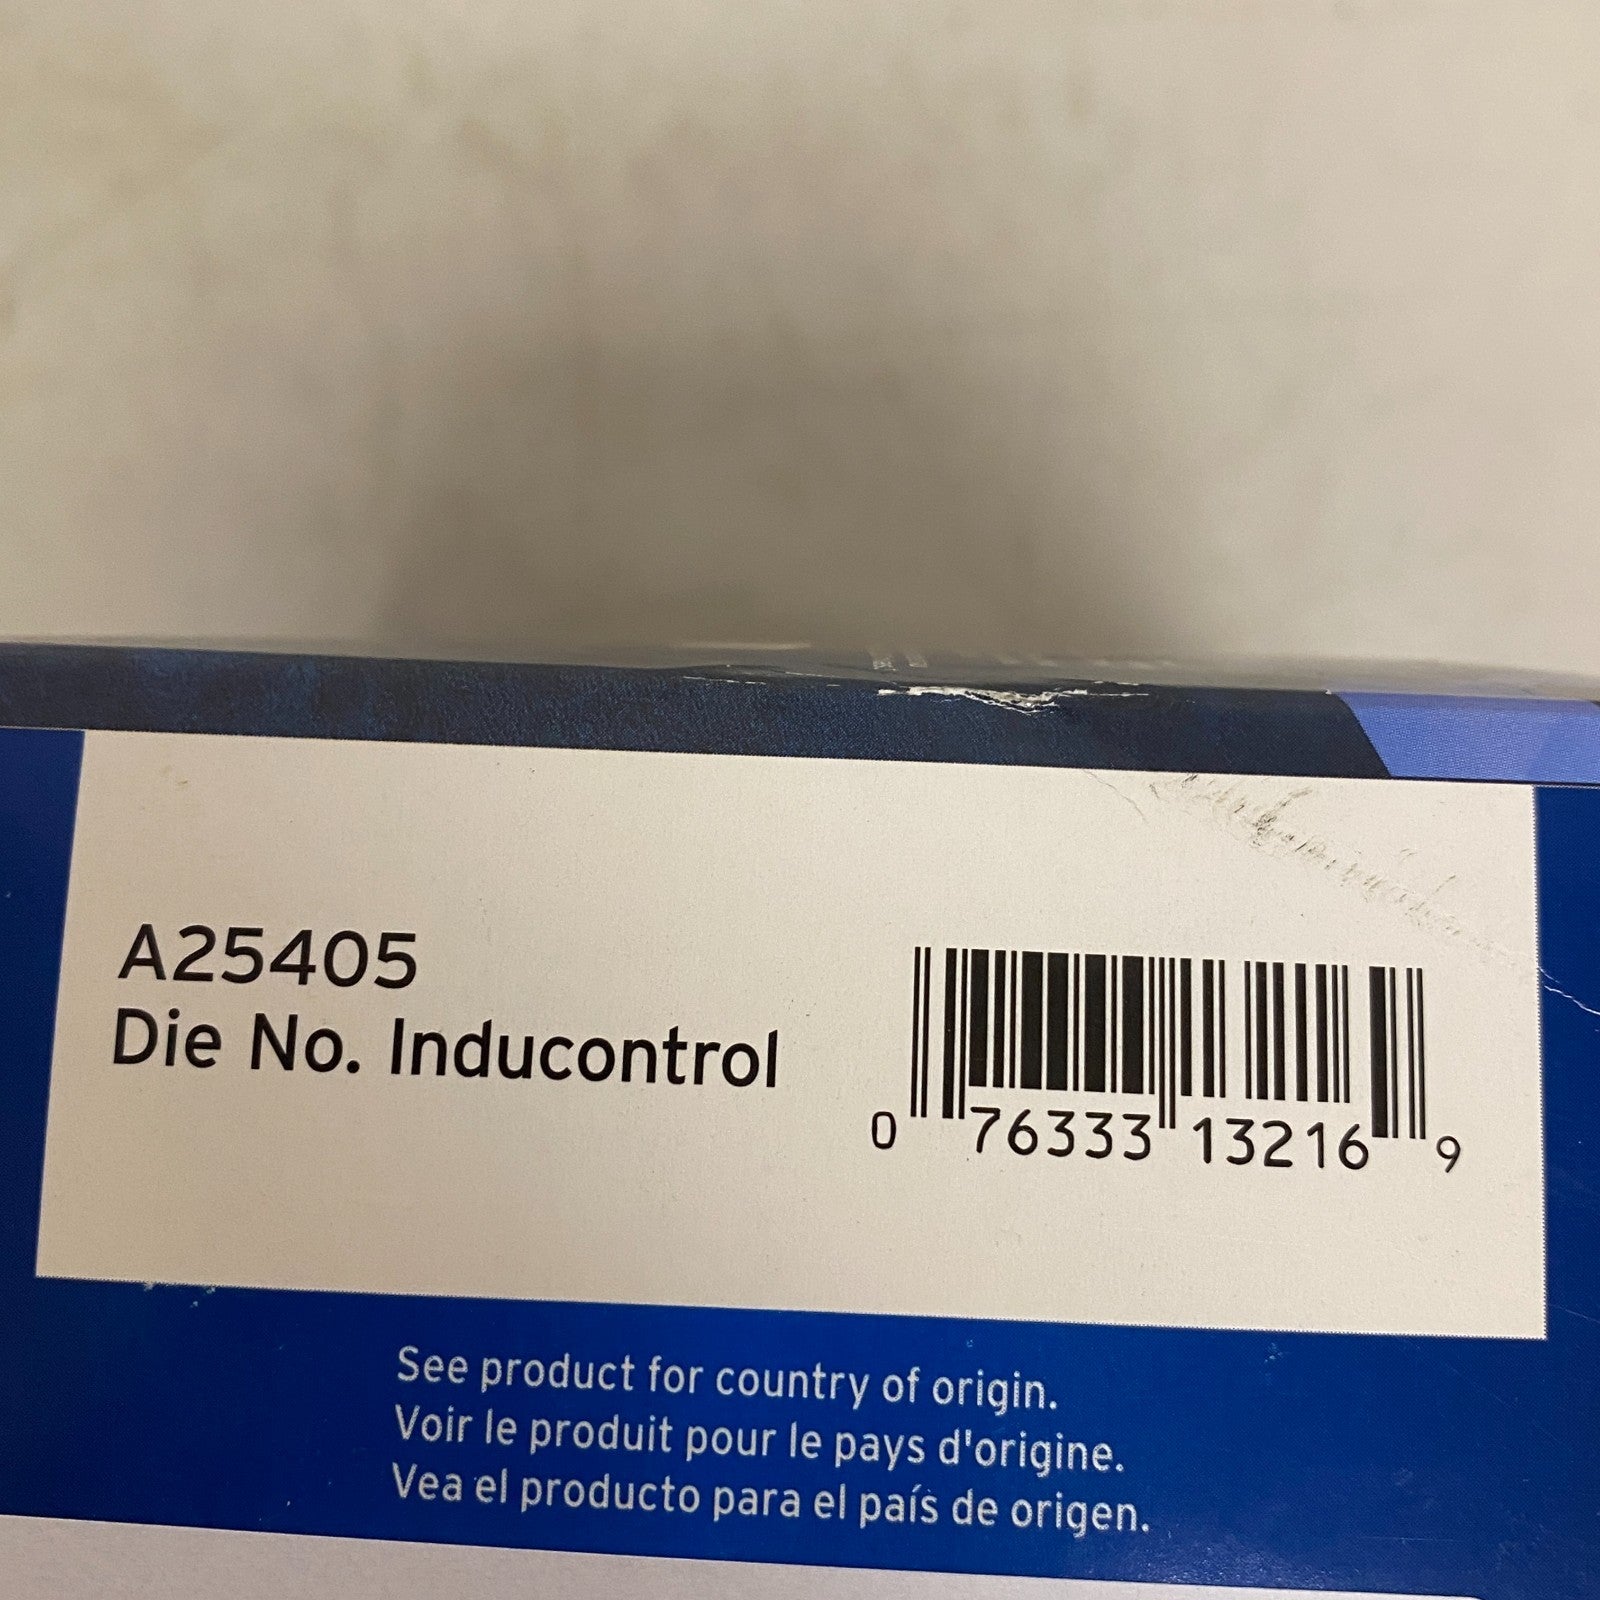 A25405
Die No. Inducontrol
0 76333 13216 9
See product for country of origin.
Voir le produit pour le pays d'origine.
Vea el producto para el país de origen.